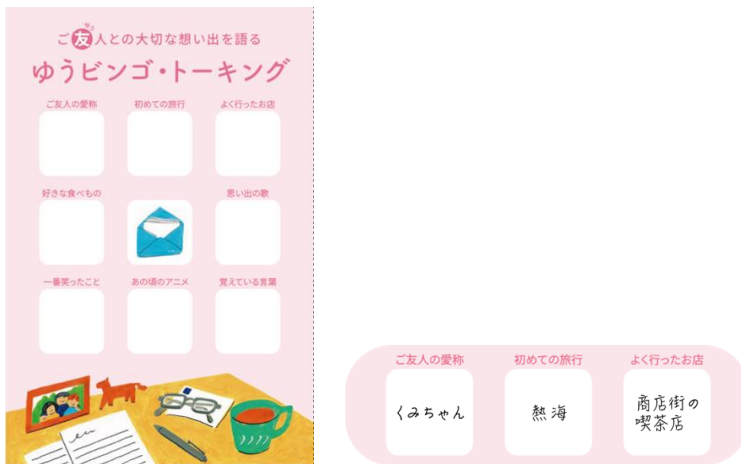 ご友人との大切な想い出を語る
ゆうビンゴ・トーキング
ご友人の愛称 初めての旅行 よく行ったお店
好きな食べもの 思い出の歌
一番笑ったこと あの頃のアニメ 覚えている言葉
ご友人の愛称 初めての旅行 よく行ったお店
くみちゃん 熱海 商店街の
喫茶店